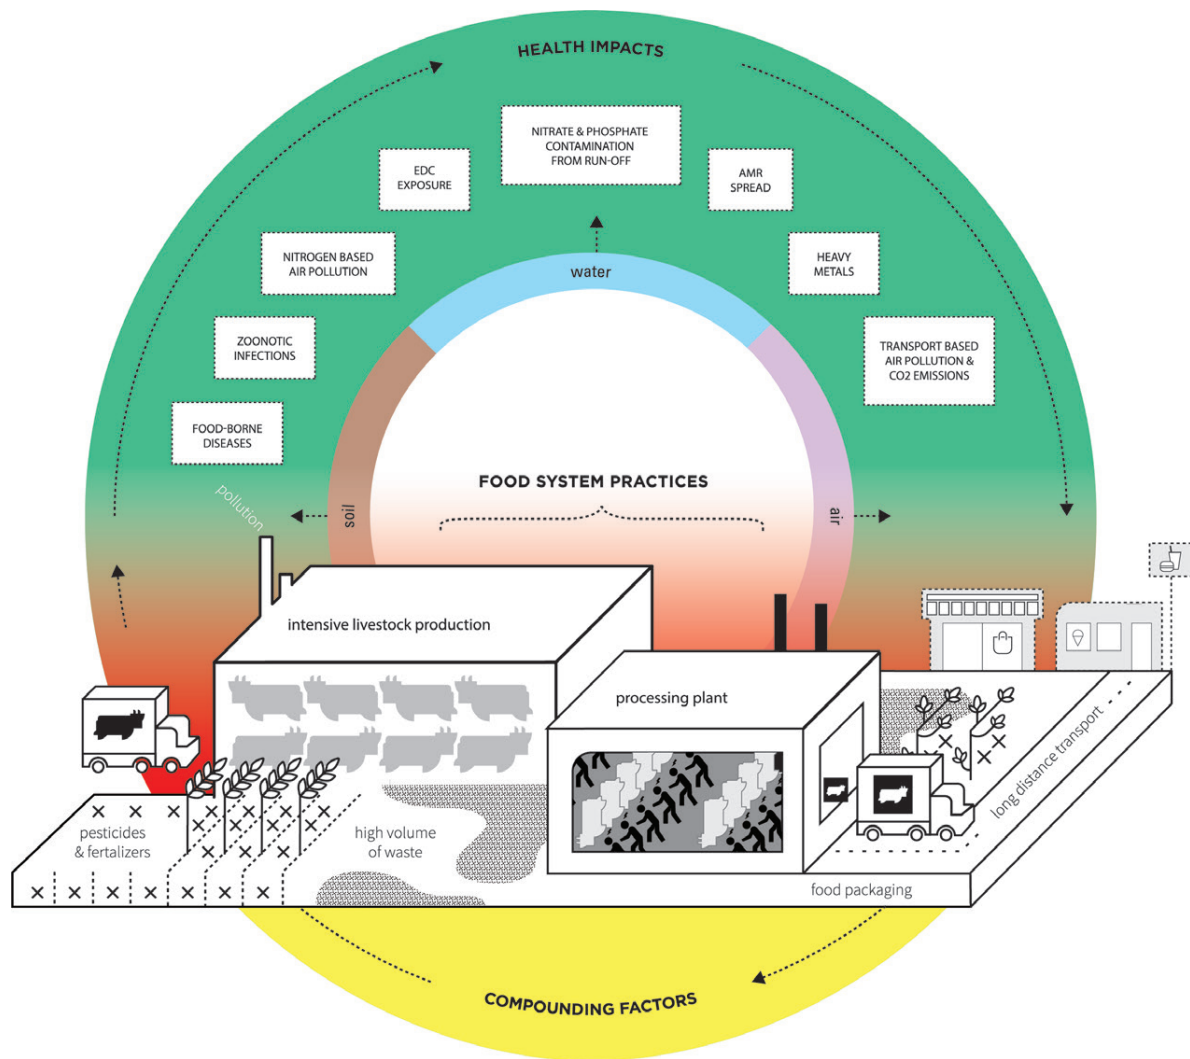 HEALTH IMPACTS
NITRATE & PHOSPHATE
CONTAMINATION
FROM RUN-OFF
EDC
EXPOSURE
AMR
SPREAD
NITROGEN BASED
AIR POLLUTION
HEAVY
METALS
water
ZOONOTIC
INFECTIONS
TRANSPORT BASED
AIR POLLUTION &
CO2 EMISSIONS
FOOD-BORNE
DISEASES
FOOD SYSTEM PRACTICES
pollution
soil
air
intensive livestock production
processing plant
long distance transport
pesticides
& fertalizers
high volume
of waste
food packaging
COMPOUNDING FACTORS